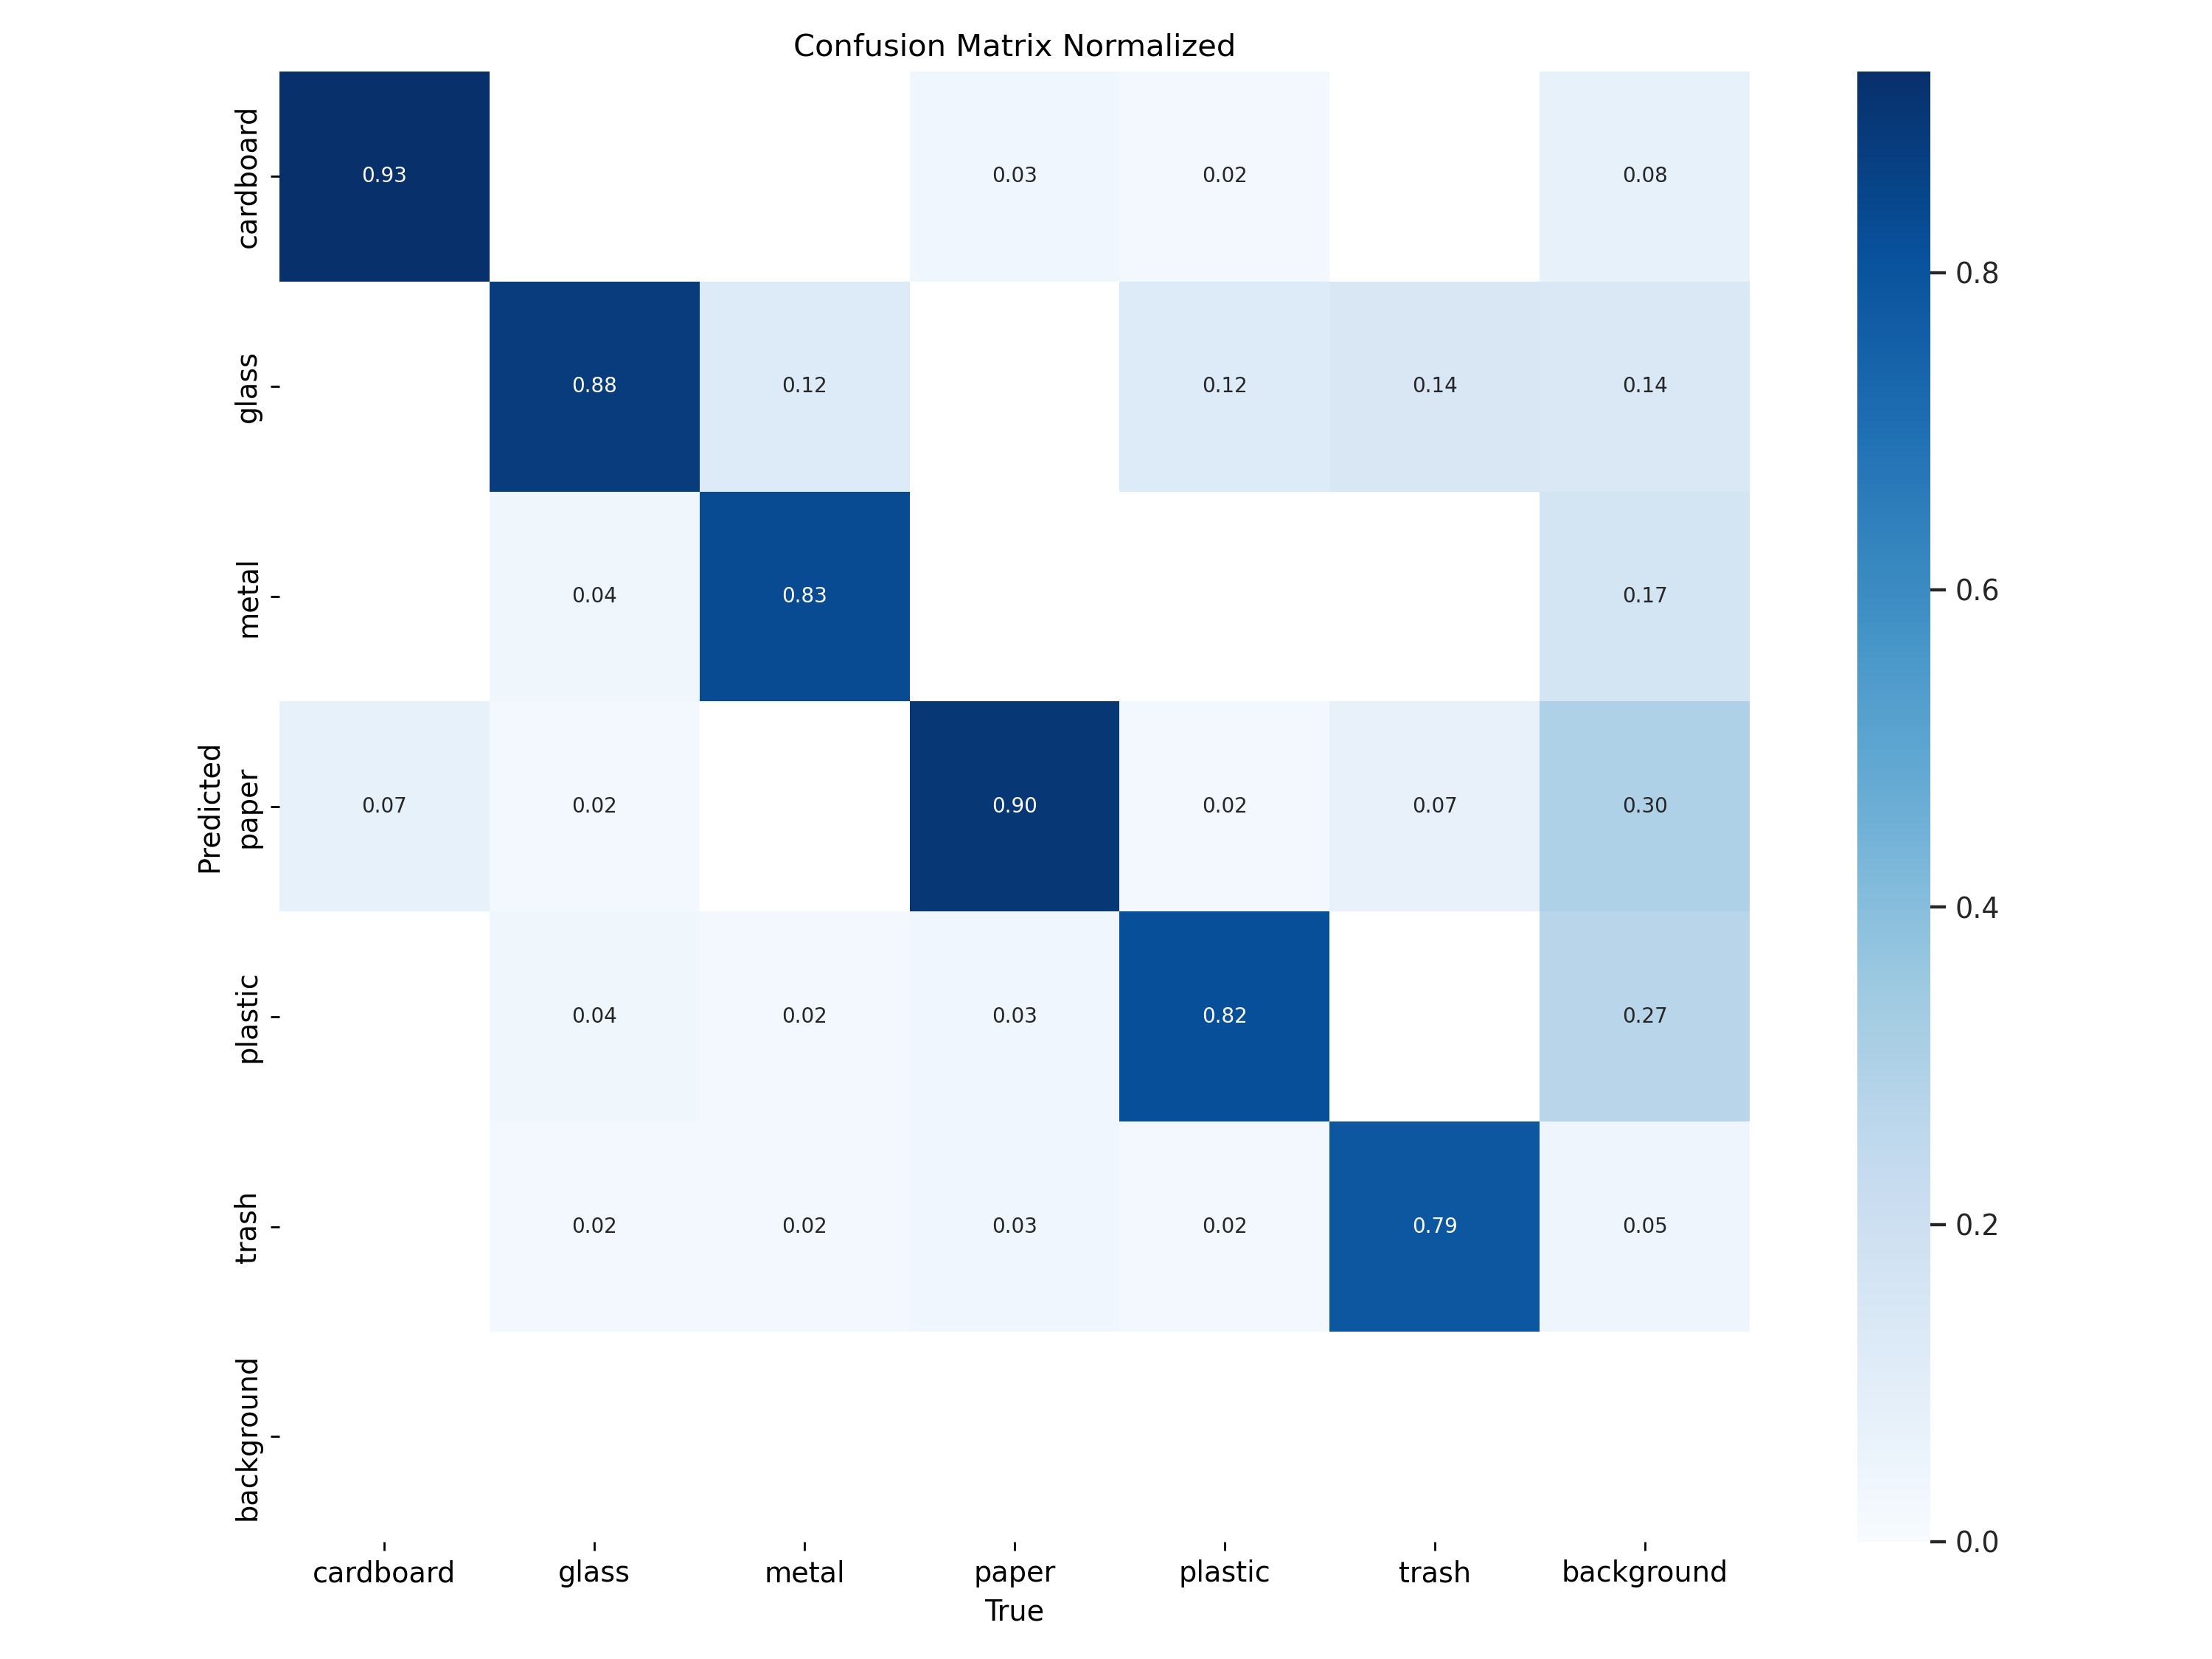 Confusion Matrix Normalized
cardboard 0.93 0.03 0.02 0.08
glass 0.88 0.12 0.12 0.14 0.14
metal 0.04 0.83 0.17
paper 0.07 0.02 0.90 0.02 0.07 0.30
plastic 0.04 0.02 0.03 0.82 0.27
trash 0.02 0.02 0.03 0.02 0.79 0.05
background
Predicted
cardboard glass metal paper plastic trash background
True
0.8
0.6
0.4
0.2
0.0